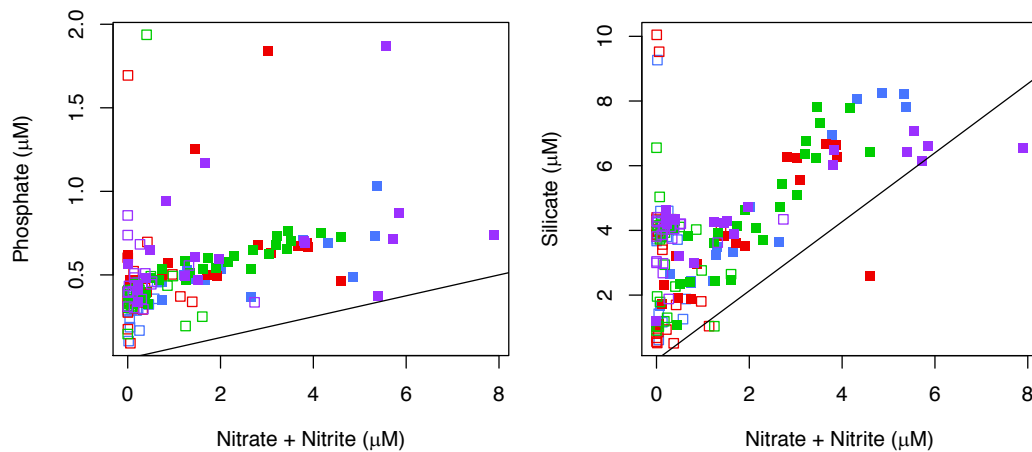 Phosphate (μM)
2.0
1.5
1.0
0.5
0 2 4 6 8
Nitrate + Nitrite (μM)
Silicate (μM)
10
8
6
4
2
0 2 4 6 8
Nitrate + Nitrite (μM)